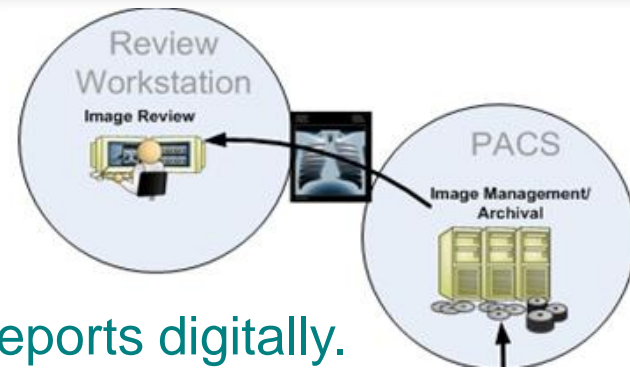 Review
Workstation
Image Review
PACS
Image Management/
Archival
eports digitally.